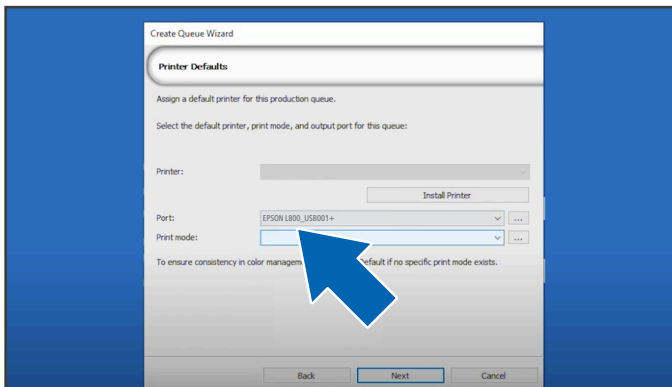 Create Queue Wizard
Printer Defaults
Assign a default printer for this production queue.
Select the default printer, print mode, and output port for this queue:
Printer:
Install Printer
Port: EPSON L800_USB001+ ...
Print mode: ...
To ensure consistency in color managem efault if no specific print mode exists.
Back Next Cancel